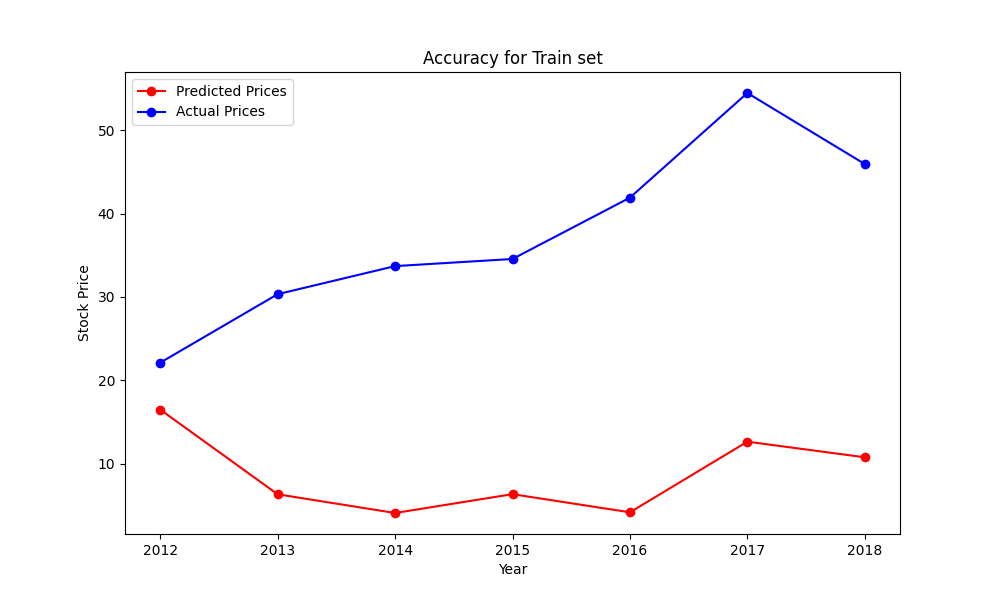 Accuracy for Train set
Predicted Prices
Actual Prices
Stock Price
50
40
30
20
10
2012 2013 2014 2015 2016 2017 2018
Year